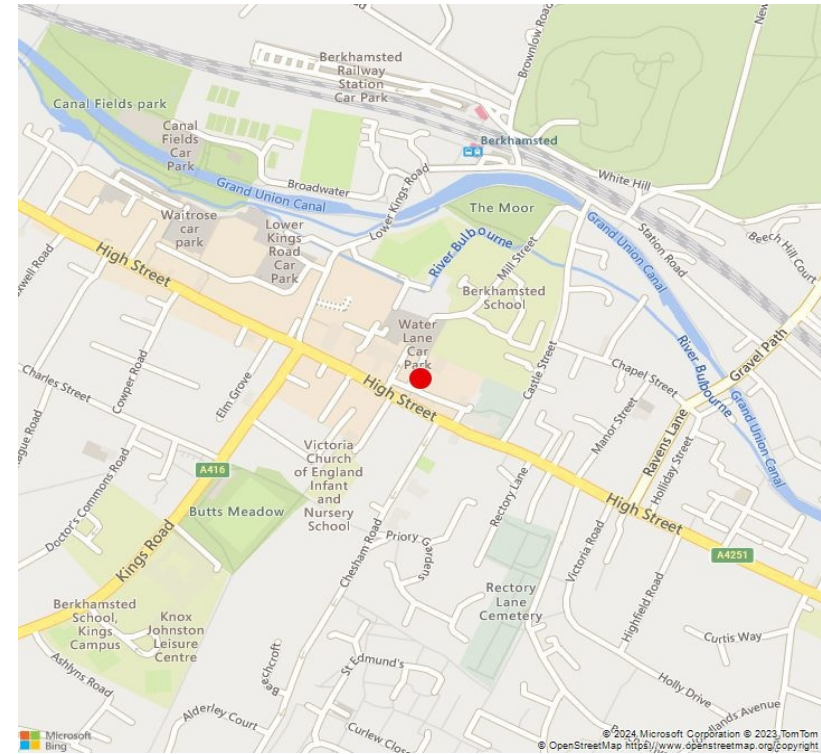 Berkhamsted
Railway
Station
Car Park
Brownlow Road
New
Canal Fields park
Canal
Fields
Car
Park
Berkhamsted
White Hill
Broadwater
Grand Union Canal
Lower Kings Road
The Moor
Grand Union Canal
Station Road
Beech Hill Court
Waitrose
car
park
Lower
Kings
Road
Car
Park
River Bulbourne
Mill Street
High Street
Berkhamsted
School
Water
Lane
Car
Park
Castle Street
Chapel Street
River Bulbourne
Gravel Path
Grand Union Canal
Charles Street
Cowper Road
Elm Grove
High Street
Manor Street
Ravens Lane
Holliday Street
Victoria
Church
of England
Infant
and
Nursery
School
A416
Doctor's Commons Road
Butts Meadow
Rectory Lane
High Street
Kings Road
Chesham Road
Priory Gardens
Victoria Road
A4251
Rectory
Lane
Cemetery
Highfield Road
Berkhamsted
School,
Kings
Campus
Knox
Johnston
Leisure
Centre
Curtis Way
Ashlyns Road
Beechcroft
St Edmund's
Holly Drive
Alderley Court
Curlew Close
Microsoft
Bing
© 2024 Microsoft Corporation © 2023 TomTom
© OpenStreetMap https://www.openstreetmap.org/copyright